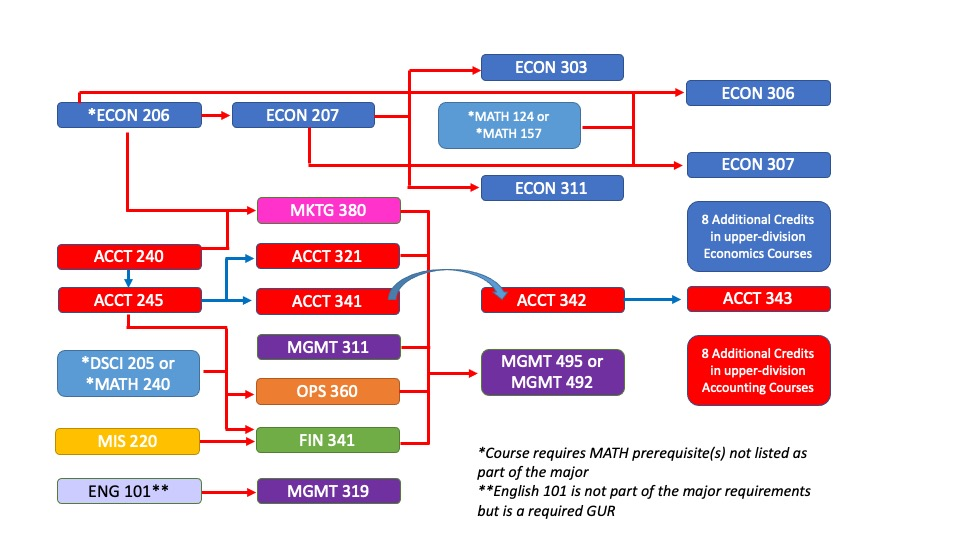 ECON 303
ECON 306
*ECON 206
ECON 207
*MATH 124 or
*MATH 157
ECON 307
ECON 311
MKTG 380
8 Additional Credits
in upper-division
Economics Courses
ACCT 240
ACCT 321
ACCT 245
ACCT 341
ACCT 342
ACCT 343
MGMT 311
*DSCI 205 or
*MATH 240
MGMT 495 or
MGMT 492
8 Additional Credits
in upper-division
Accounting Courses
OPS 360
MIS 220
FIN 341
ENG 101**
MGMT 319
*Course requires MATH prerequisite(s) not listed as
part of the major
**English 101 is not part of the major requirements
but is a required GUR